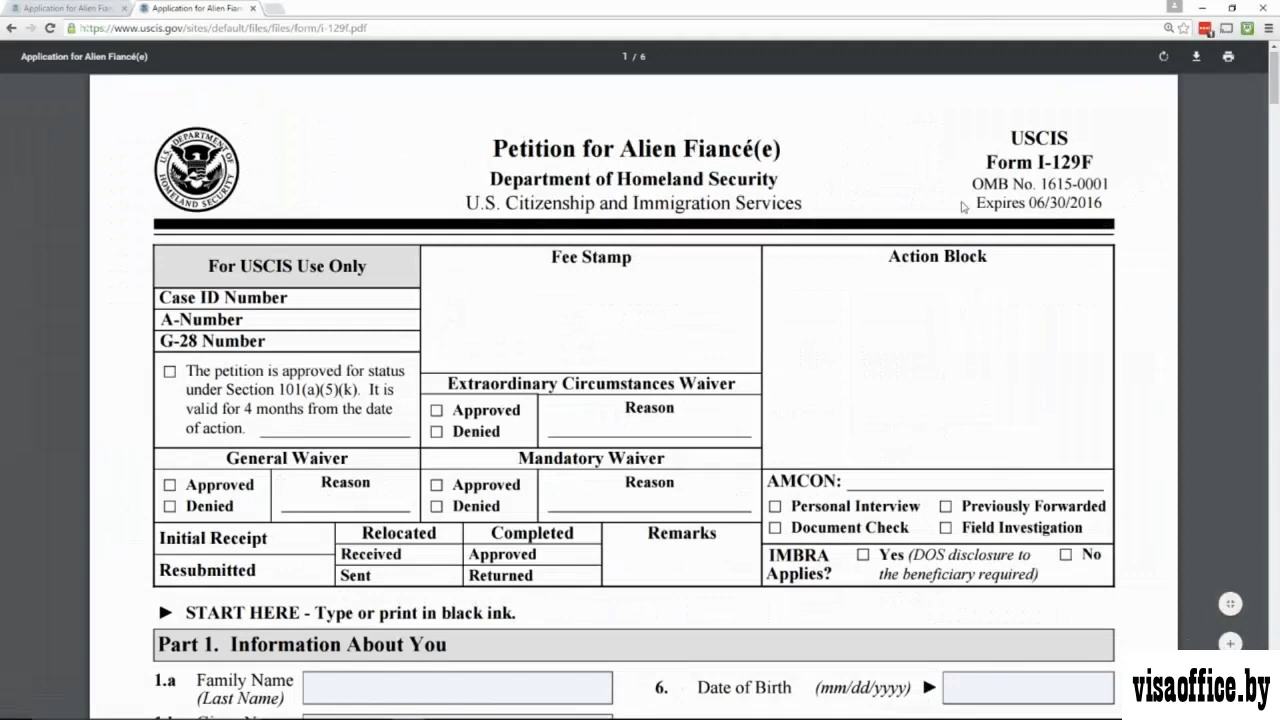 Application for Alien Fian
Application for Alien Fian
https://www.uscis.gov/sites/default/files/files/form/i-129f.pdf
Application for Alien Fiancé(e)
1 / 6
U.S. DEPARTMENT OF HOMELAND SECURITY
Petition for Alien Fiancé(e)
Department of Homeland Security
U.S. Citizenship and Immigration Services
USCIS
Form I-129F
OMB No. 1615-0001
Expires 06/30/2016
For USCIS Use Only
Case ID Number
A-Number
G-28 Number
The petition is approved for status
under Section 101(a)(5)(k). It is
valid for 4 months from the date
of action.
Fee Stamp
Action Block
Extraordinary Circumstances Waiver
Approved
Denied
Reason
General Waiver
Approved
Denied
Reason
Mandatory Waiver
Approved
Denied
Reason
AMCON:
Personal Interview
Previously Forwarded
Document Check
Field Investigation
Initial Receipt
Resubmitted
Relocated
Received
Sent
Completed
Approved
Returned
Remarks
IMBRA
Applies?
Yes (DOS disclosure to
the beneficiary required)
No
► START HERE - Type or print in black ink.
Part 1. Information About You
1.a Family Name
(Last Name)
6. Date of Birth (mm/dd/yyyy) ►
visaoffice.by